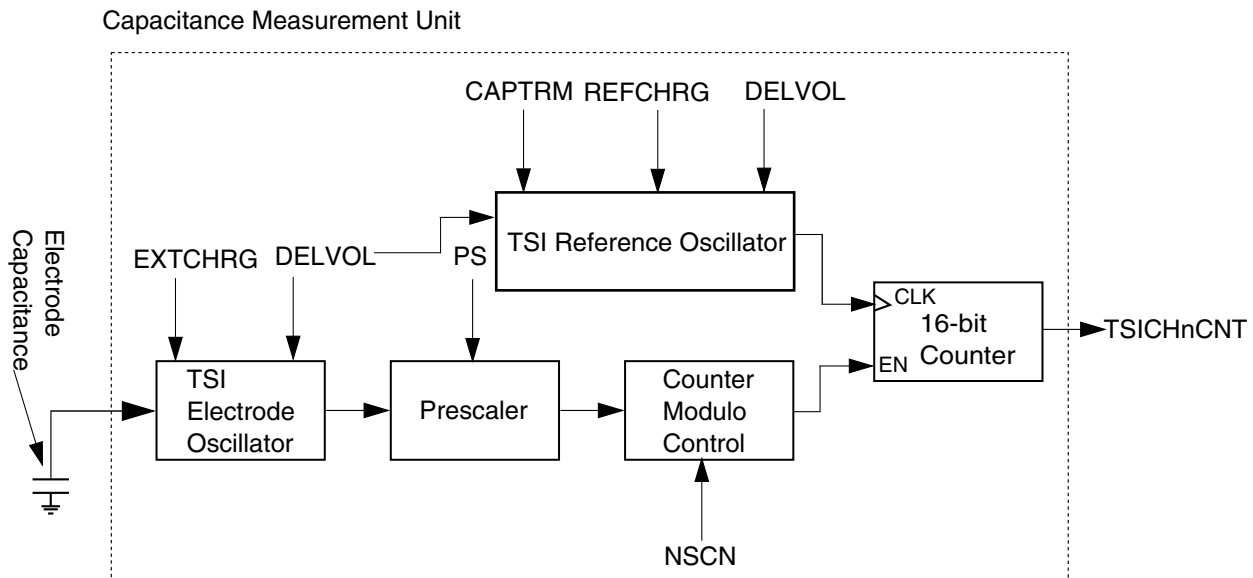 Capacitance Measurement Unit
CAPTRM REFCHRG DELVOL
TSI Reference Oscillator
EXTCHRG DELVOL PS
Electrode
Capacitance
CLK
16-bit
Counter
EN
TSICHnCNT
TSI
Electrode
Oscillator
Prescaler
Counter
Modulo
Control
NSCN